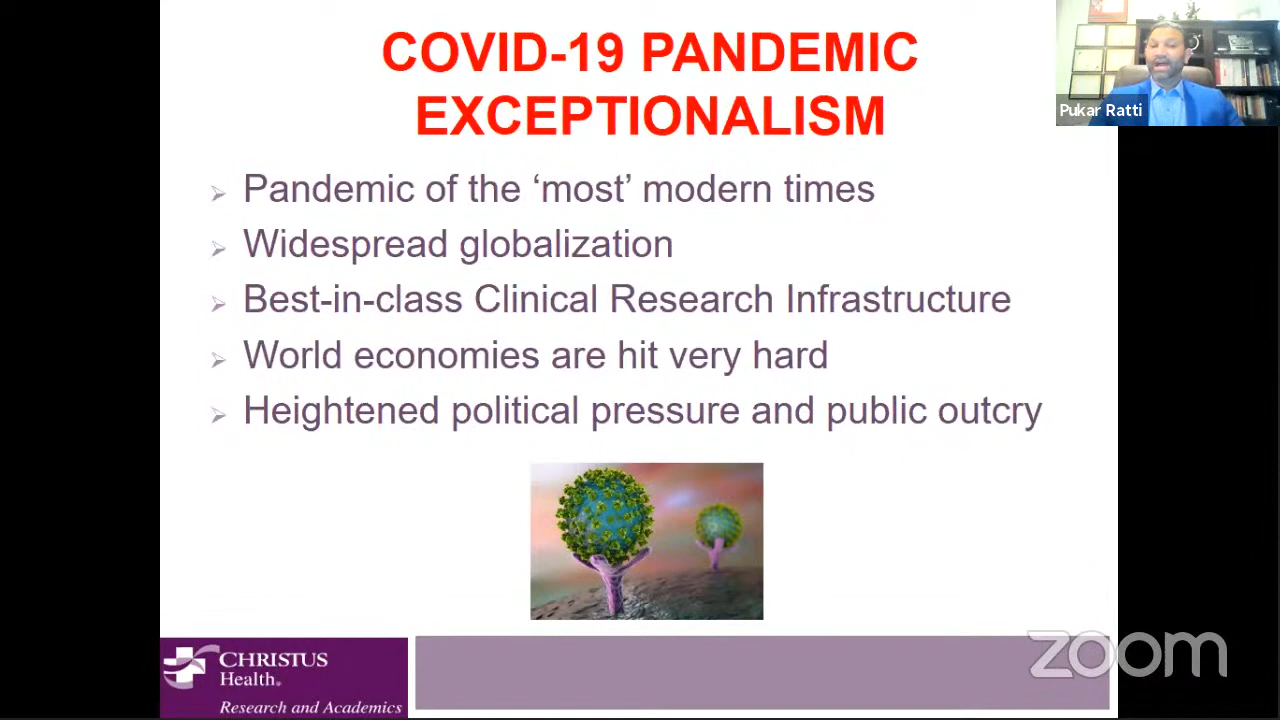 COVID-19 PANDEMIC
EXCEPTIONALISM
Pukar Ratti
Pandemic of the ‘most’ modern times
Widespread globalization
Best-in-class Clinical Research Infrastructure
World economies are hit very hard
Heightened political pressure and public outcry
CHRISTUS
Health.
Research and Academics
zoom